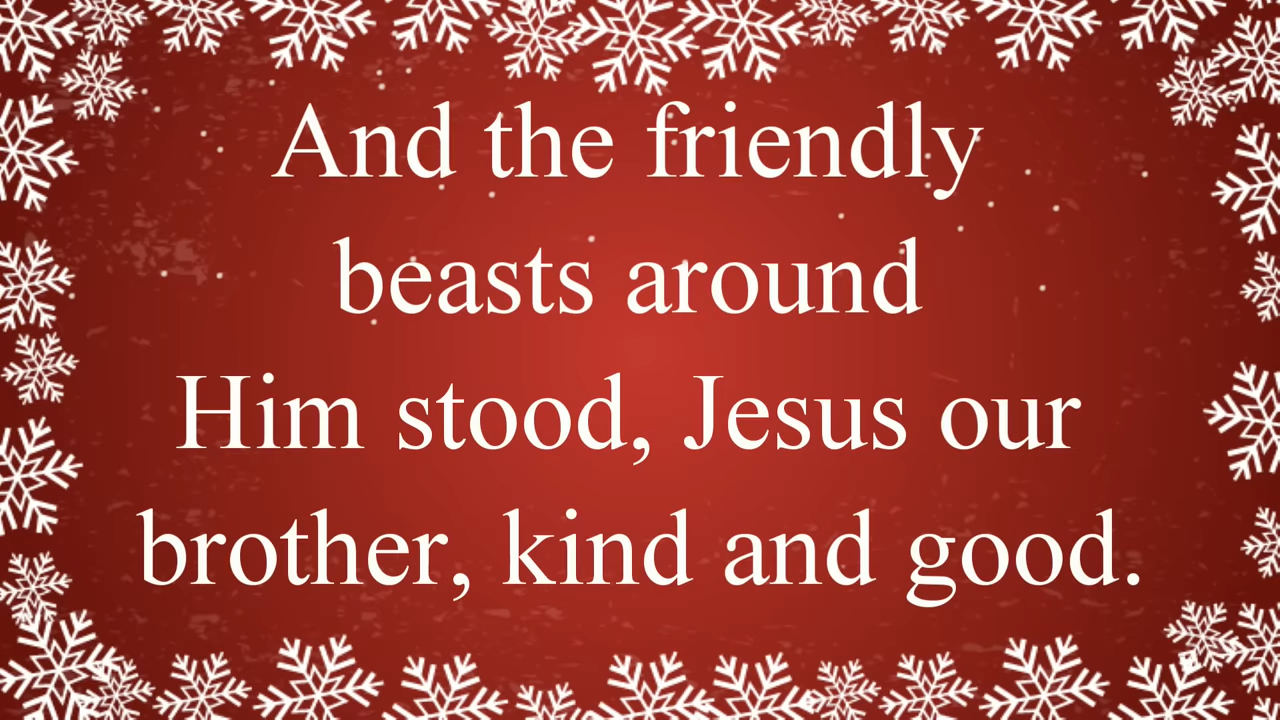 And the friendly
beasts around
Him stood, Jesus our
brother, kind and good.